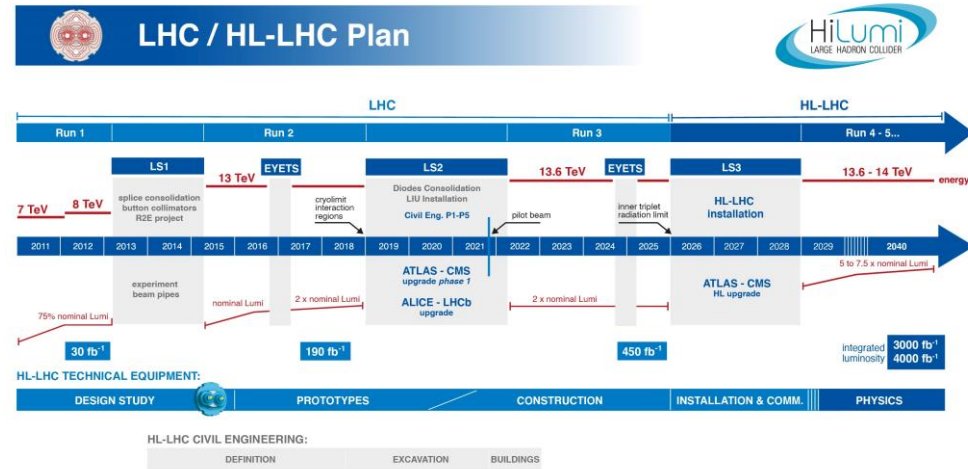 LHC / HL-LHC Plan
HiLumi
LARGE HADRON COLLIDER
LHC
HL-LHC
Run 1
Run 2
Run 3
Run 4 - 5...
LS1
EYETS
LS2
EYETS
LS3
13 TeV
13.6 TeV
13.6 - 14 TeV
energy
7 TeV
8 TeV
splice consolidation
button collimators
R2E project
cryolimit
interaction
regions
Diodes Consolidation
LIU Installation
Civil Eng. P1-P5
pilot beam
inner triplet
radiation limit
HL-LHC
installation
2011 2012 2013 2014 2015 2016 2017 2018 2019 2020 2021 2022 2023 2024 2025 2026 2027 2028 2029 2040
5 to 7.5 x nominal Lumi
experiment
beam pipes
ATLAS - CMS
upgrade phase 1
ALICE - LHCb
upgrade
ATLAS - CMS
HL upgrade
75% nominal Lumi
nominal Lumi
2 x nominal Lumi
2 x nominal Lumi
30 fb⁻¹
190 fb⁻¹
450 fb⁻¹
integrated
luminosity
3000 fb⁻¹
4000 fb⁻¹
HL-LHC TECHNICAL EQUIPMENT:
DESIGN STUDY
PROTOTYPES
CONSTRUCTION
INSTALLATION & COMM.
PHYSICS
HL-LHC CIVIL ENGINEERING:
DEFINITION
EXCAVATION
BUILDINGS